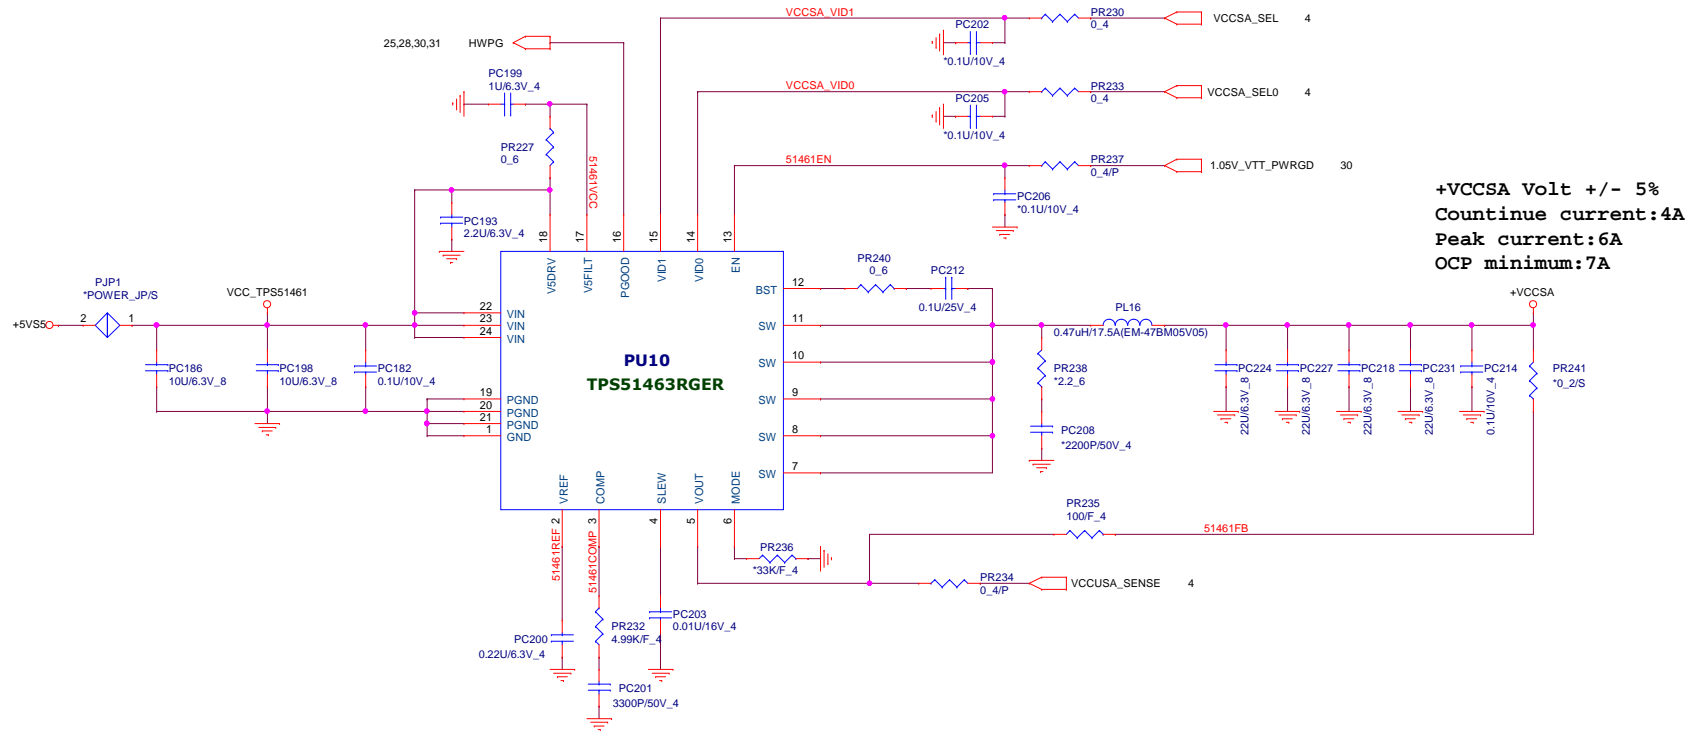 VCCSA_VID1
PR230
0_4
VCCSA_SEL 4
PC202
*0.1U/10V_4
25,28,30,31 HWPG
PC199
1U/6.3V_4
VCCSA_VID0
PR233
0_4
VCCSA_SEL0 4
PC205
*0.1U/10V_4
PR227
0_6
51461VCC
51461EN
PR237
0_4/P
1.05V_VTT_PWRGD 30
PC206
*0.1U/10V_4
+VCCSA Volt +/- 5%
Countinue current:4A
Peak current:6A
OCP minimum:7A
PC193
2.2U/6.3V_4
18
17
16
15
14
13
V5DRV
V5FILT
PGOOD
VID1
VID0
EN
PR240
0_6
PC212
0.1U/25V_4
12
BST
PJP1
*POWER_JP/S
VCC_TPS51461
+5VS5
2
1
22
VIN
23
VIN
24
VIN
11
SW
PL16
0.47uH/17.5A(EM-47BM05V05)
+VCCSA
PU10
TPS51463RGER
10
SW
PC186
10U/6.3V_8
PC198
10U/6.3V_8
PC182
0.1U/10V_4
PR238
*2.2_6
PC224
22U/6.3V_8
PC227
22U/6.3V_8
PC218
22U/6.3V_8
PC231
22U/6.3V_8
PC214
0.1U/10V_4
PR241
*0_2/S
19
PGND
20
PGND
21
PGND
1
GND
9
SW
8
SW
7
SW
PC208
*2200P/50V_4
VREF
COMP
SLEW
VOUT
MODE
2
3
4
5
6
51461REF
51461COMP
PR235
100/F_4
51461FB
PR236
*33K/F_4
PR234
0_4/P
VCCUSA_SENSE 4
PC200
0.22U/6.3V_4
PR232
4.99K/F_4
PC203
0.01U/16V_4
PC201
3300P/50V_4